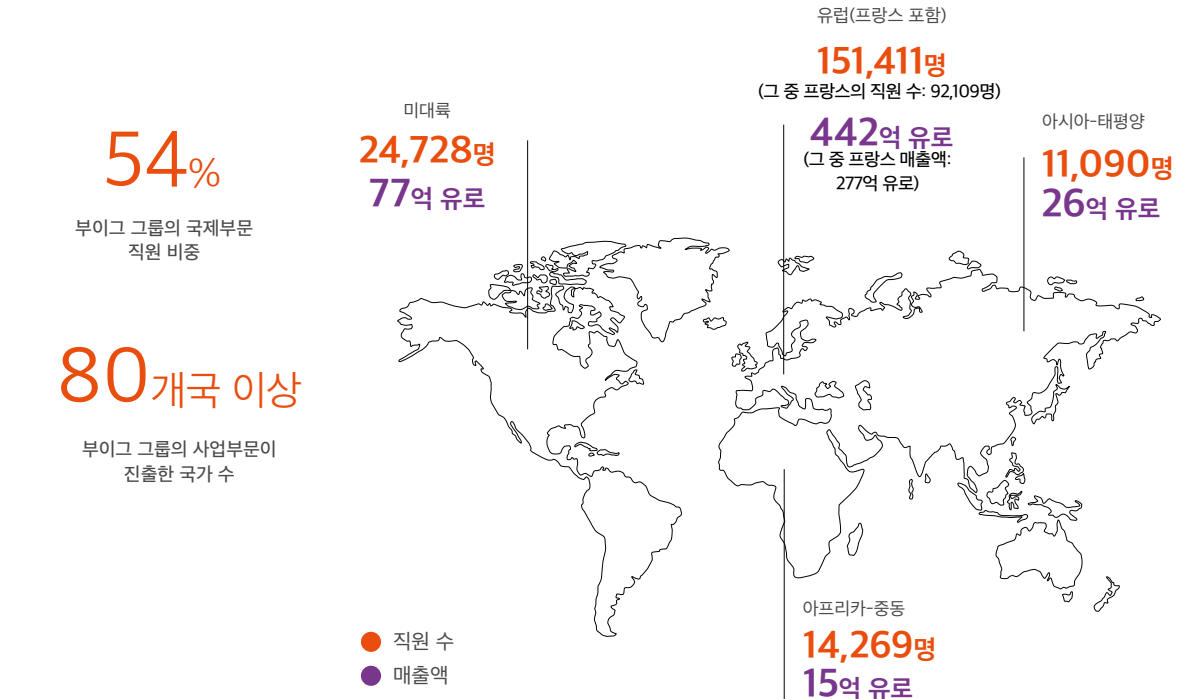 54%
부이그 그룹의 국제부문
직원 비중
80개국 이상
부이그 그룹의 사업부문이
진출한 국가 수
미대륙
24,728명
77억 유로
유럽(프랑스 포함)
151,411명
(그 중 프랑스의 직원 수: 92,109명)
442억 유로
(그 중 프랑스 매출액:
277억 유로)
아시아-태평양
11,090명
26억 유로
아프리카-중동
14,269명
15억 유로
직원 수
매출액